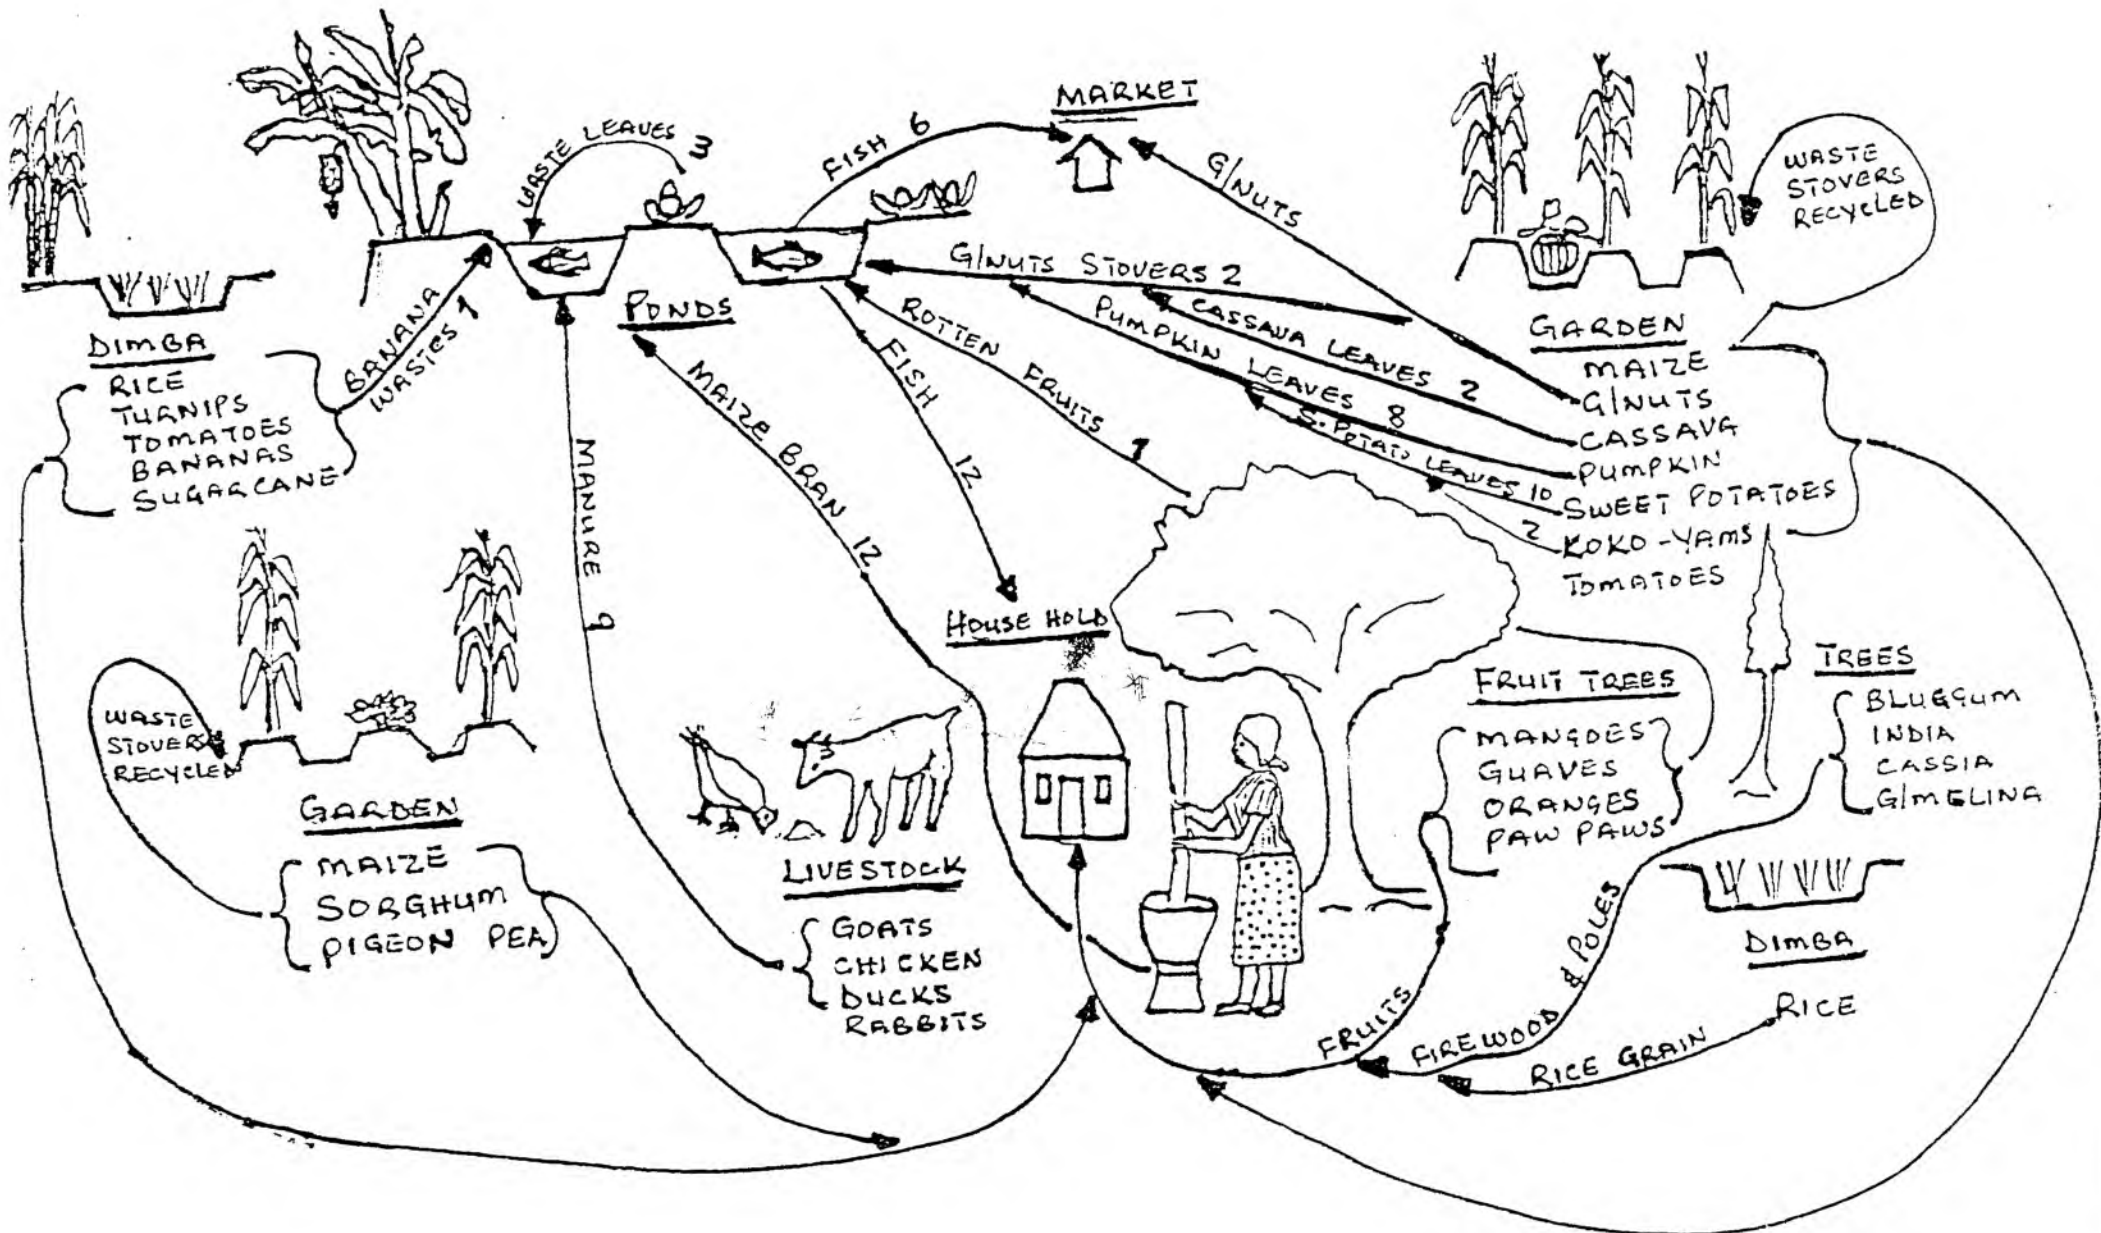 MARKET
WASTE LEAVES 3
FISH 6
G/NUTS
WASTE
STOVERS
RECYCLED
G/NUTS STOVERS 2
CASSAVA LEAVES 2
PUMPKIN LEAVES 8
S. POTATO LEAVES 10
2
ROTTEN FRUITS 7
PONDS
FISH 12
MAIZE BRAN 12
MANURE 9
BANANA
WASTES 1
DIMBA
RICE
TURNIPS
TOMATOES
BANANAS
SUGARCANE
GARDEN
MAIZE
G/NUTS
CASSAVA
PUMPKIN
SWEET POTATOES
KOKO-YAMS
TOMATOES
HOUSE HOLD
TREES
BLUGGUM
INDIA
CASSIA
G/MELINA
FRUIT TREES
MANGOES
GUAVES
ORANGES
PAW PAWS
WASTE
STOVERS
RECYCLED
GARDEN
MAIZE
SORGHUM
PIGEON PEA
LIVESTOCK
GOATS
CHICKEN
DUCKS
RABBITS
DIMBA
RICE
FRUITS
FIREWOOD & POLES
RICE GRAIN